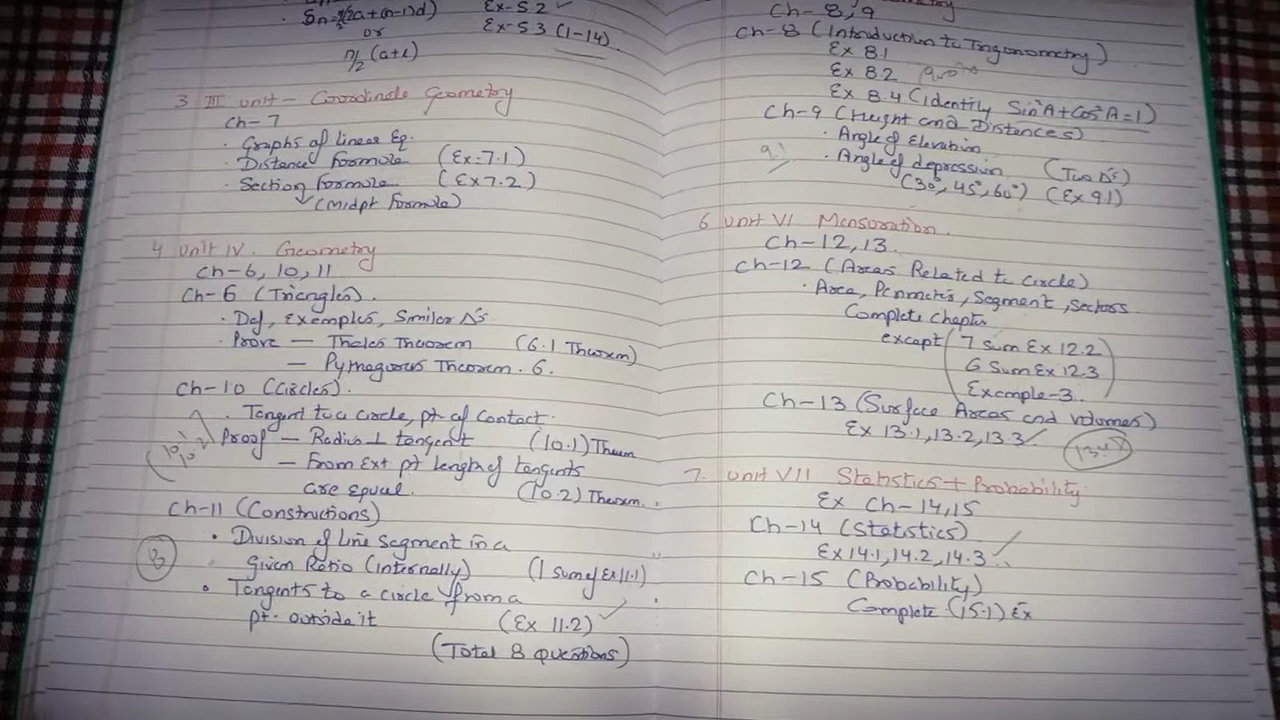 Sn=n/2(2a+(n-1)d)
or
n/2 (a+l)
Ex-5.2 ✓
Ex-5.3 (1-14)
3 III unit - Coordinate Geometry
Ch-7
· Graphs of linear Eq.
· Distance formula (Ex-7.1)
· Section formula (Ex 7.2)
↓ (Midpt formula)
4 Unit IV. Geometry
Ch-6, 10, 11
Ch-6 (Triangles).
· Def, Examples, Similar Δ's
· Prove - Thales Theorem (6.1 Theorem)
- Pymagurus Theorem. 6.
Ch-10 (Circles).
· Tangent to a circle, pt of contact.
Proof - Radius ⊥ tangent (10.1) Theum
- From Ext pt length of tangents
are equal. (10.2) Theorem.
Ch-11 (Constructions)
• Division of Line Segment in a
Given Ratio (Internally) (1 sum of Ex 11.1)
• Tangents to a circle from a
pt. outside it (Ex 11.2) ✓
(Total 8 questions)
8
Ch-8, 9
Ch-8 (Introduction to Trigonometry)
Ex 8.1
Ex 8.2
Ex 8.4 (Identity Sin²A+Cos²A=1)
Ch-9 (Height and Distances)
· Angle of Elevation
· Angle of depression (Two Δ's)
(30°, 45°, 60°) (Ex 9.1)
6 Unit VI Mensoration.
Ch-12, 13.
Ch-12 (Areas Related to circle)
· Area, Perimeters, Segment, Sectors
Complete chapter
except (7 Sum Ex 12.2
6 Sum Ex 12.3
Example-3..)
Ch-13 (Surface Areas and volumes)
Ex 13.1, 13.2, 13.3 ✓
7. Unit VII Statistics + Probability
Ex Ch-14,15
Ch-14 (Statistics)
Ex 14.1, 14.2, 14.3 ✓
Ch-15 (Probability)
Complete (15.1) Ex